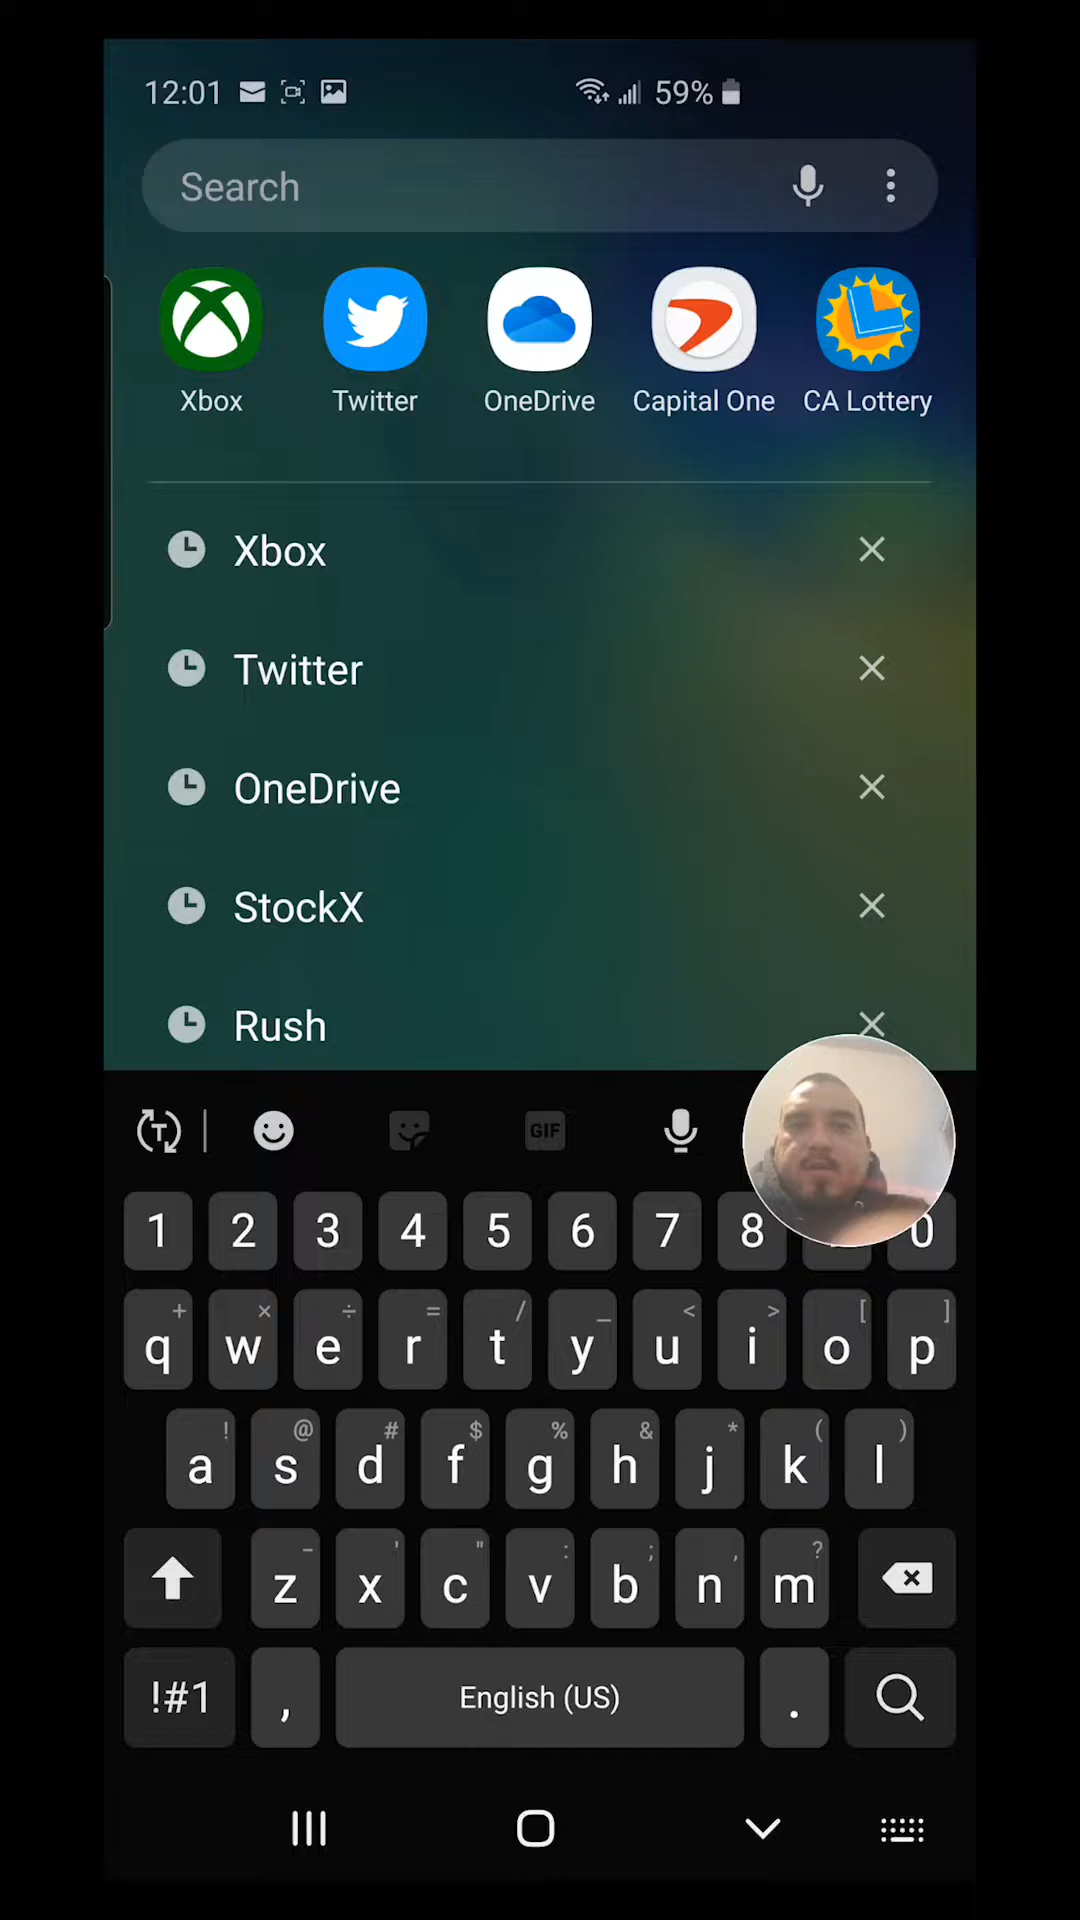 12:01 59%
Search
Xbox Twitter OneDrive Capital One CA Lottery
Xbox
Twitter
OneDrive
StockX
Rush
T GIF
1 2 3 4 5 6 7 8 0
+ × ÷ = / _ < > [ ]
q w e r t y u i o p
! @ # $ % & * ( )
a s d f g h j k l
- ' " : ; , ?
z x c v b n m
!#1 , English (US) .